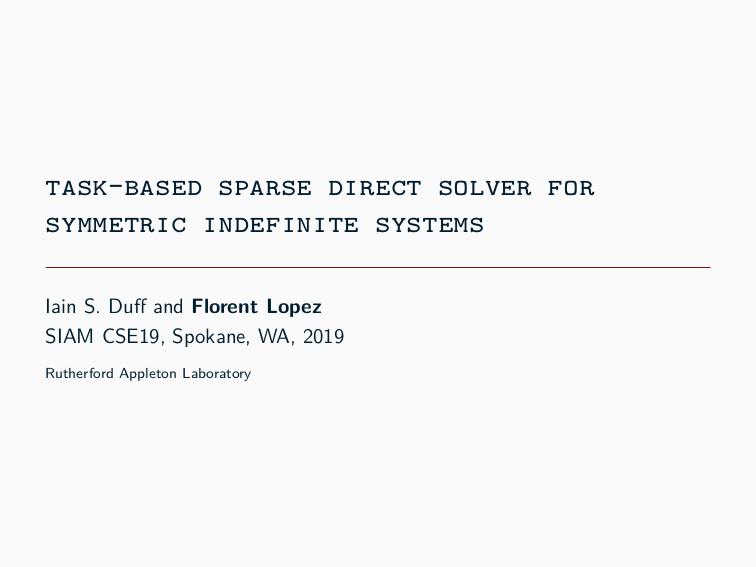 TASK-BASED SPARSE DIRECT SOLVER FOR
SYMMETRIC INDEFINITE SYSTEMS
Iain S. Duff and Florent Lopez
SIAM CSE19, Spokane, WA, 2019
Rutherford Appleton Laboratory